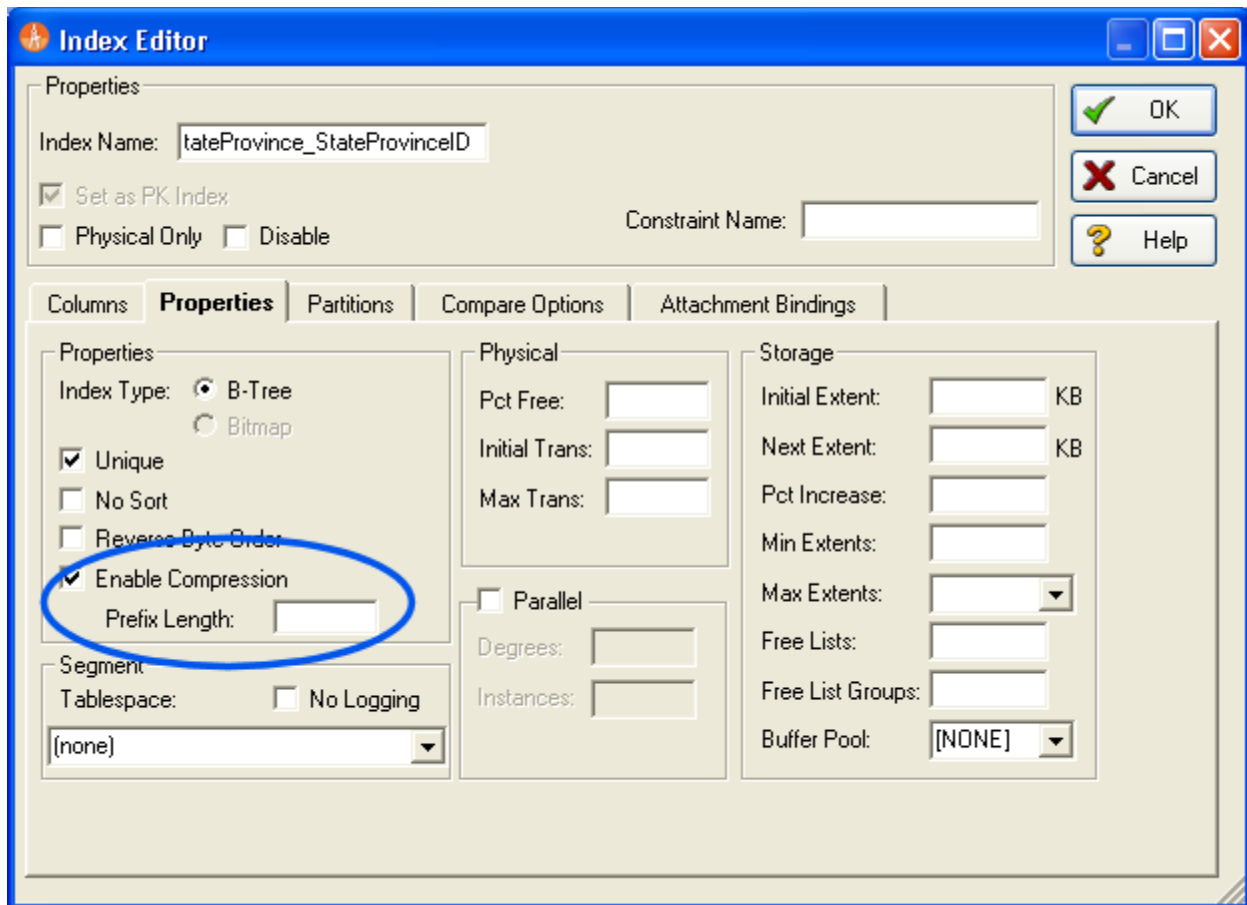 Index Editor
Properties
OK
Index Name: tateProvince_StateProvinceID
Cancel
Set as PK Index
Constraint Name:
Physical Only Disable
Help
Columns Properties Partitions Compare Options Attachment Bindings
Properties
Index Type: B-Tree
Bitmap
Unique
No Sort
Reverse Byte Order
Enable Compression
Prefix Length:
Segment
Tablespace: No Logging
(none)
Physical
Pct Free:
Initial Trans:
Max Trans:
Parallel
Degrees:
Instances:
Storage
Initial Extent: KB
Next Extent: KB
Pct Increase:
Min Extents:
Max Extents:
Free Lists:
Free List Groups:
Buffer Pool: [NONE]